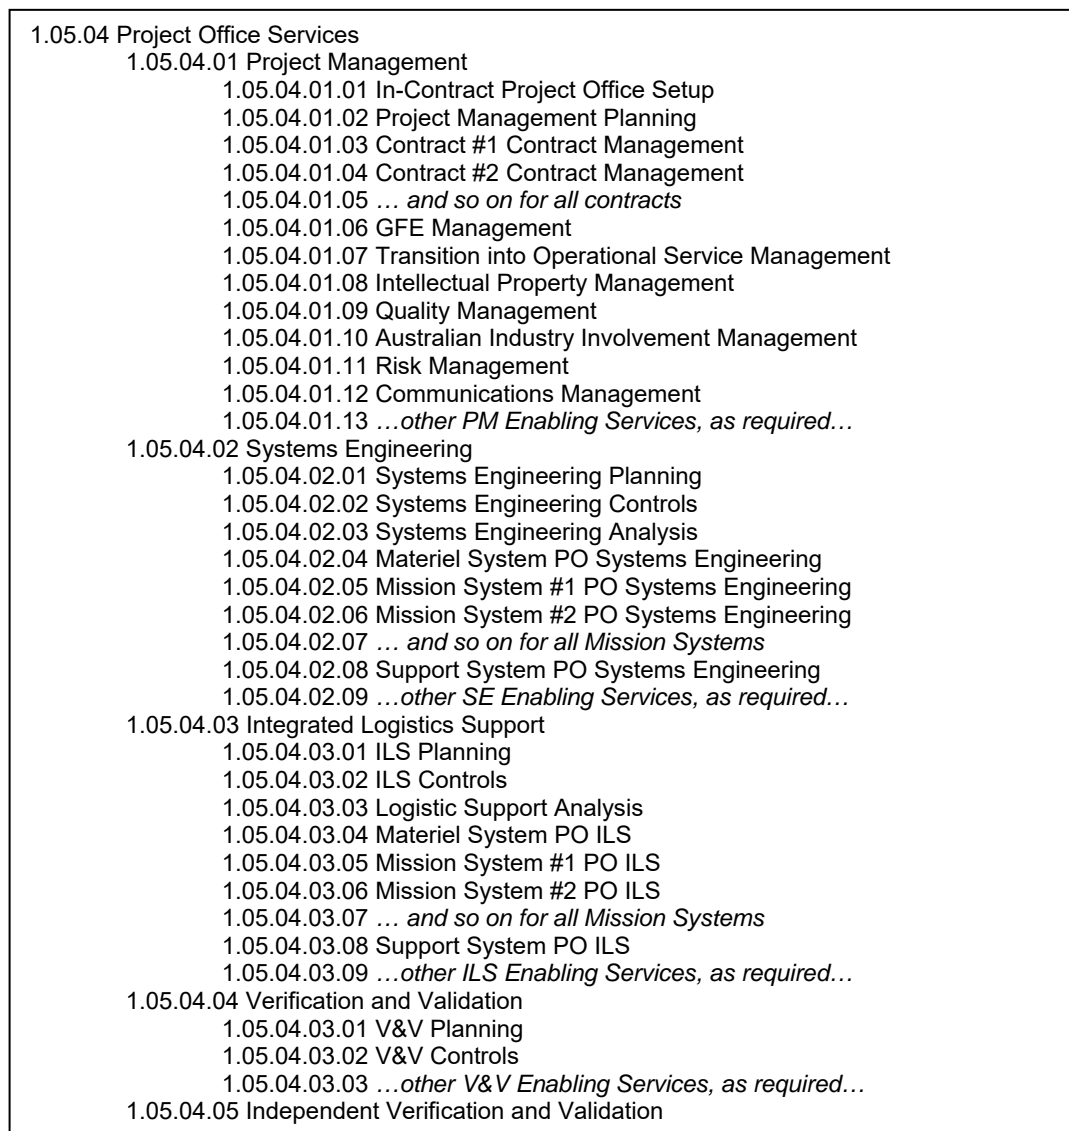 1.05.04 Project Office Services
1.05.04.01 Project Management
1.05.04.01.01 In-Contract Project Office Setup
1.05.04.01.02 Project Management Planning
1.05.04.01.03 Contract #1 Contract Management
1.05.04.01.04 Contract #2 Contract Management
1.05.04.01.05 … and so on for all contracts
1.05.04.01.06 GFE Management
1.05.04.01.07 Transition into Operational Service Management
1.05.04.01.08 Intellectual Property Management
1.05.04.01.09 Quality Management
1.05.04.01.10 Australian Industry Involvement Management
1.05.04.01.11 Risk Management
1.05.04.01.12 Communications Management
1.05.04.01.13 …other PM Enabling Services, as required…
1.05.04.02 Systems Engineering
1.05.04.02.01 Systems Engineering Planning
1.05.04.02.02 Systems Engineering Controls
1.05.04.02.03 Systems Engineering Analysis
1.05.04.02.04 Materiel System PO Systems Engineering
1.05.04.02.05 Mission System #1 PO Systems Engineering
1.05.04.02.06 Mission System #2 PO Systems Engineering
1.05.04.02.07 … and so on for all Mission Systems
1.05.04.02.08 Support System PO Systems Engineering
1.05.04.02.09 …other SE Enabling Services, as required…
1.05.04.03 Integrated Logistics Support
1.05.04.03.01 ILS Planning
1.05.04.03.02 ILS Controls
1.05.04.03.03 Logistic Support Analysis
1.05.04.03.04 Materiel System PO ILS
1.05.04.03.05 Mission System #1 PO ILS
1.05.04.03.06 Mission System #2 PO ILS
1.05.04.03.07 … and so on for all Mission Systems
1.05.04.03.08 Support System PO ILS
1.05.04.03.09 …other ILS Enabling Services, as required…
1.05.04.04 Verification and Validation
1.05.04.03.01 V&V Planning
1.05.04.03.02 V&V Controls
1.05.04.03.03 …other V&V Enabling Services, as required…
1.05.04.05 Independent Verification and Validation